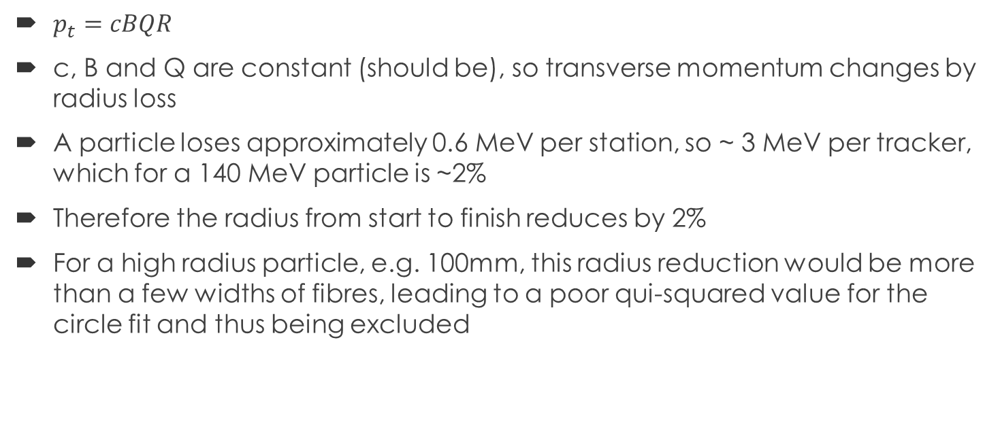 p_t = cBQR
c, B and Q are constant (should be), so transverse momentum changes by
radius loss
A particle loses approximately 0.6 MeV per station, so ~ 3 MeV per tracker,
which for a 140 MeV particle is ~2%
Therefore the radius from start to finish reduces by 2%
For a high radius particle, e.g. 100mm, this radius reduction would be more
than a few widths of fibres, leading to a poor qui-squared value for the
circle fit and thus being excluded